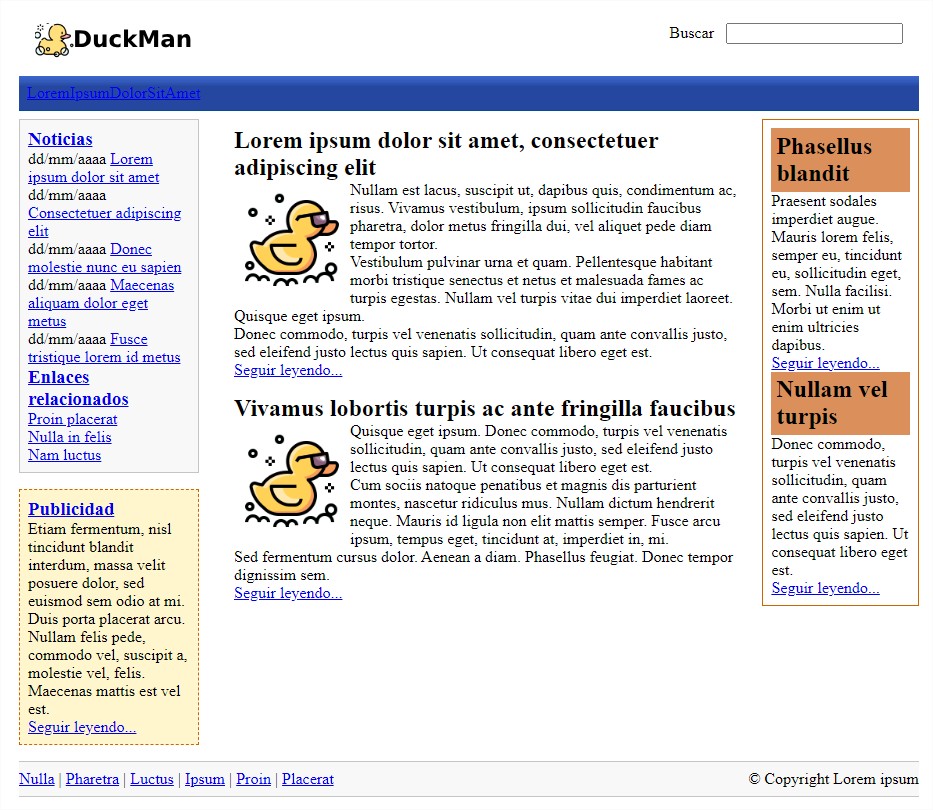 DuckMan
Buscar
LoremIpsumDolorSitAmet
Noticias
dd/mm/aaaa Lorem
ipsum dolor sit amet
dd/mm/aaaa
Consectetuer adipiscing
elit
dd/mm/aaaa Donec
molestie nunc eu sapien
dd/mm/aaaa Maecenas
aliquam dolor eget
metus
dd/mm/aaaa Fusce
tristique lorem id metus
Enlaces
relacionados
Proin placerat
Nulla in felis
Nam luctus
Publicidad
Etiam fermentum, nisl
tincidunt blandit
interdum, massa velit
posuere dolor, sed
euismod sem odio at mi.
Duis porta placerat arcu.
Nullam felis pede,
commodo vel, suscipit a,
molestie vel, felis.
Maecenas mattis est vel
est.
Seguir leyendo...
Lorem ipsum dolor sit amet, consectetuer
adipiscing elit
Nullam est lacus, suscipit ut, dapibus quis, condimentum ac,
risus. Vivamus vestibulum, ipsum sollicitudin faucibus
pharetra, dolor metus fringilla dui, vel aliquet pede diam
tempor tortor.
Vestibulum pulvinar urna et quam. Pellentesque habitant
morbi tristique senectus et netus et malesuada fames ac
turpis egestas. Nullam vel turpis vitae dui imperdiet laoreet.
Quisque eget ipsum.
Donec commodo, turpis vel venenatis sollicitudin, quam ante convallis justo,
sed eleifend justo lectus quis sapien. Ut consequat libero eget est.
Seguir leyendo...
Vivamus lobortis turpis ac ante fringilla faucibus
Quisque eget ipsum. Donec commodo, turpis vel venenatis
sollicitudin, quam ante convallis justo, sed eleifend justo
lectus quis sapien. Ut consequat libero eget est.
Cum sociis natoque penatibus et magnis dis parturient
montes, nascetur ridiculus mus. Nullam dictum hendrerit
neque. Mauris id ligula non elit mattis semper. Fusce arcu
ipsum, tempus eget, tincidunt at, imperdiet in, mi.
Sed fermentum cursus dolor. Aenean a diam. Phasellus feugiat. Donec tempor
dignissim sem.
Seguir leyendo...
Phasellus
blandit
Praesent sodales
imperdiet augue.
Mauris lorem felis,
semper eu, tincidunt
eu, sollicitudin eget,
sem. Nulla facilisi.
Morbi ut enim ut
enim ultricies
dapibus.
Seguir leyendo...
Nullam vel
turpis
Donec commodo,
turpis vel venenatis
sollicitudin, quam
ante convallis justo,
sed eleifend justo
lectus quis sapien. Ut
consequat libero eget
est.
Seguir leyendo...
Nulla | Pharetra | Luctus | Ipsum | Proin | Placerat
© Copyright Lorem ipsum